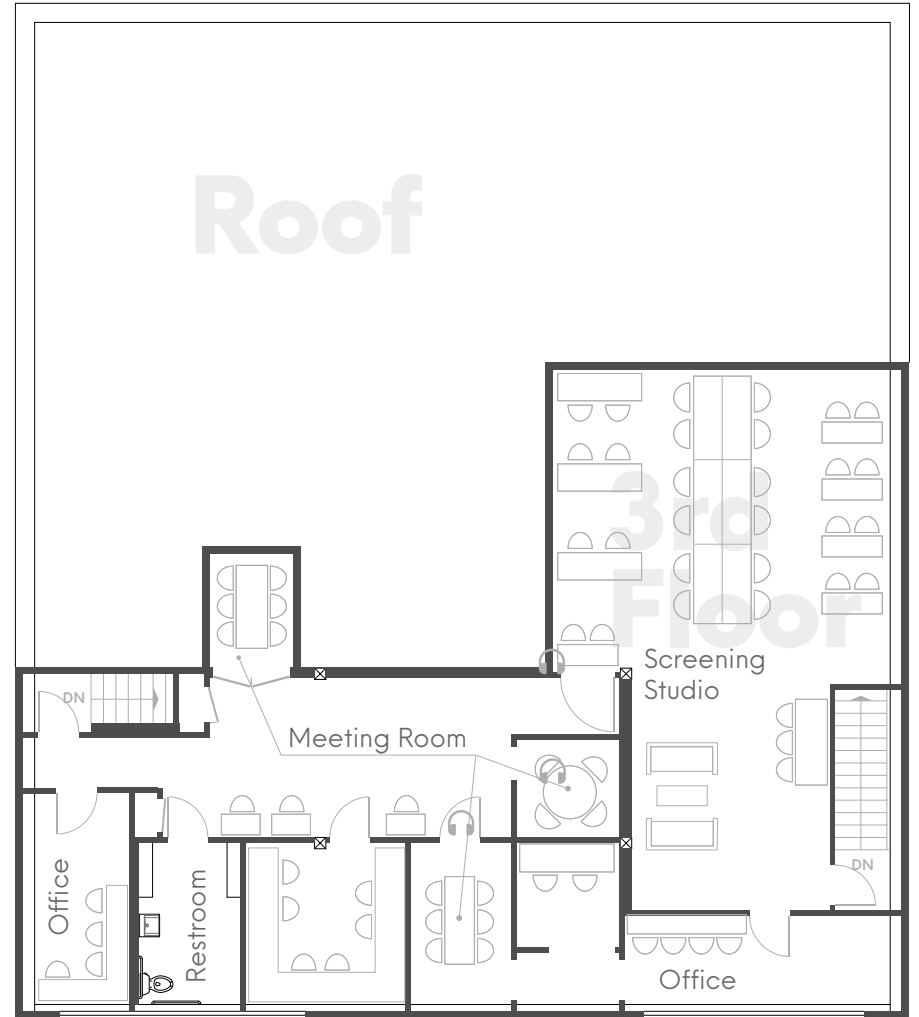 Roof
3rd
Floor
Screening
Studio
DN
Meeting Room
DN
Office
Restroom
Office